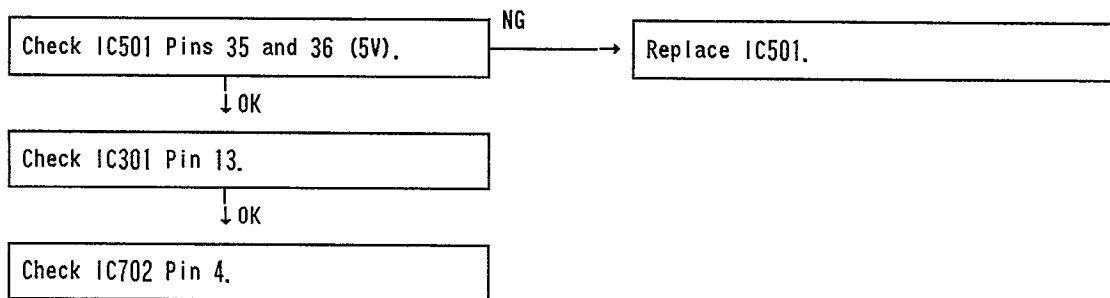 NG
Check IC501 Pins 35 and 36 (5V).
Replace IC501.
OK
Check IC301 Pin 13.
OK
Check IC702 Pin 4.